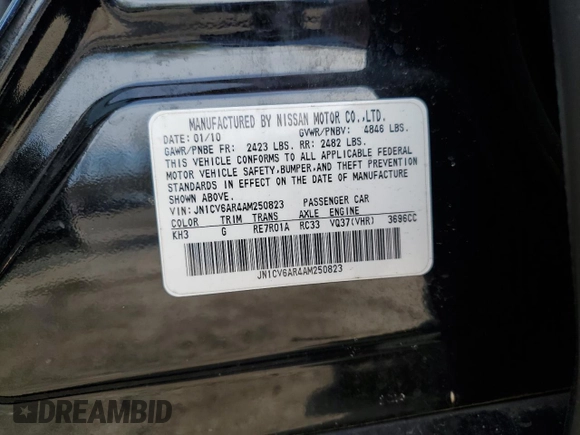 MANUFACTURED BY NISSAN MOTOR CO.,LTD.
DATE: 01/10 GVWR/PNBV: 4846 LBS.
GAWR/PNBE FR: 2423 LBS. RR: 2482 LBS.
THIS VEHICLE CONFORMS TO ALL APPLICABLE FEDERAL
MOTOR VEHICLE SAFETY,BUMPER,AND THEFT PREVENTION
STANDARDS IN EFFECT ON THE DATE OF MANUFACTURE
SHOWN ABOVE.
VIN: JN1CV6AR4AM250823 PASSENGER CAR
COLOR TRIM TRANS AXLE ENGINE
KH3 G RE7R01A RC33 VQ37(VHR) 3696CC
JN1CV6AR4AM250823
DREAMBID